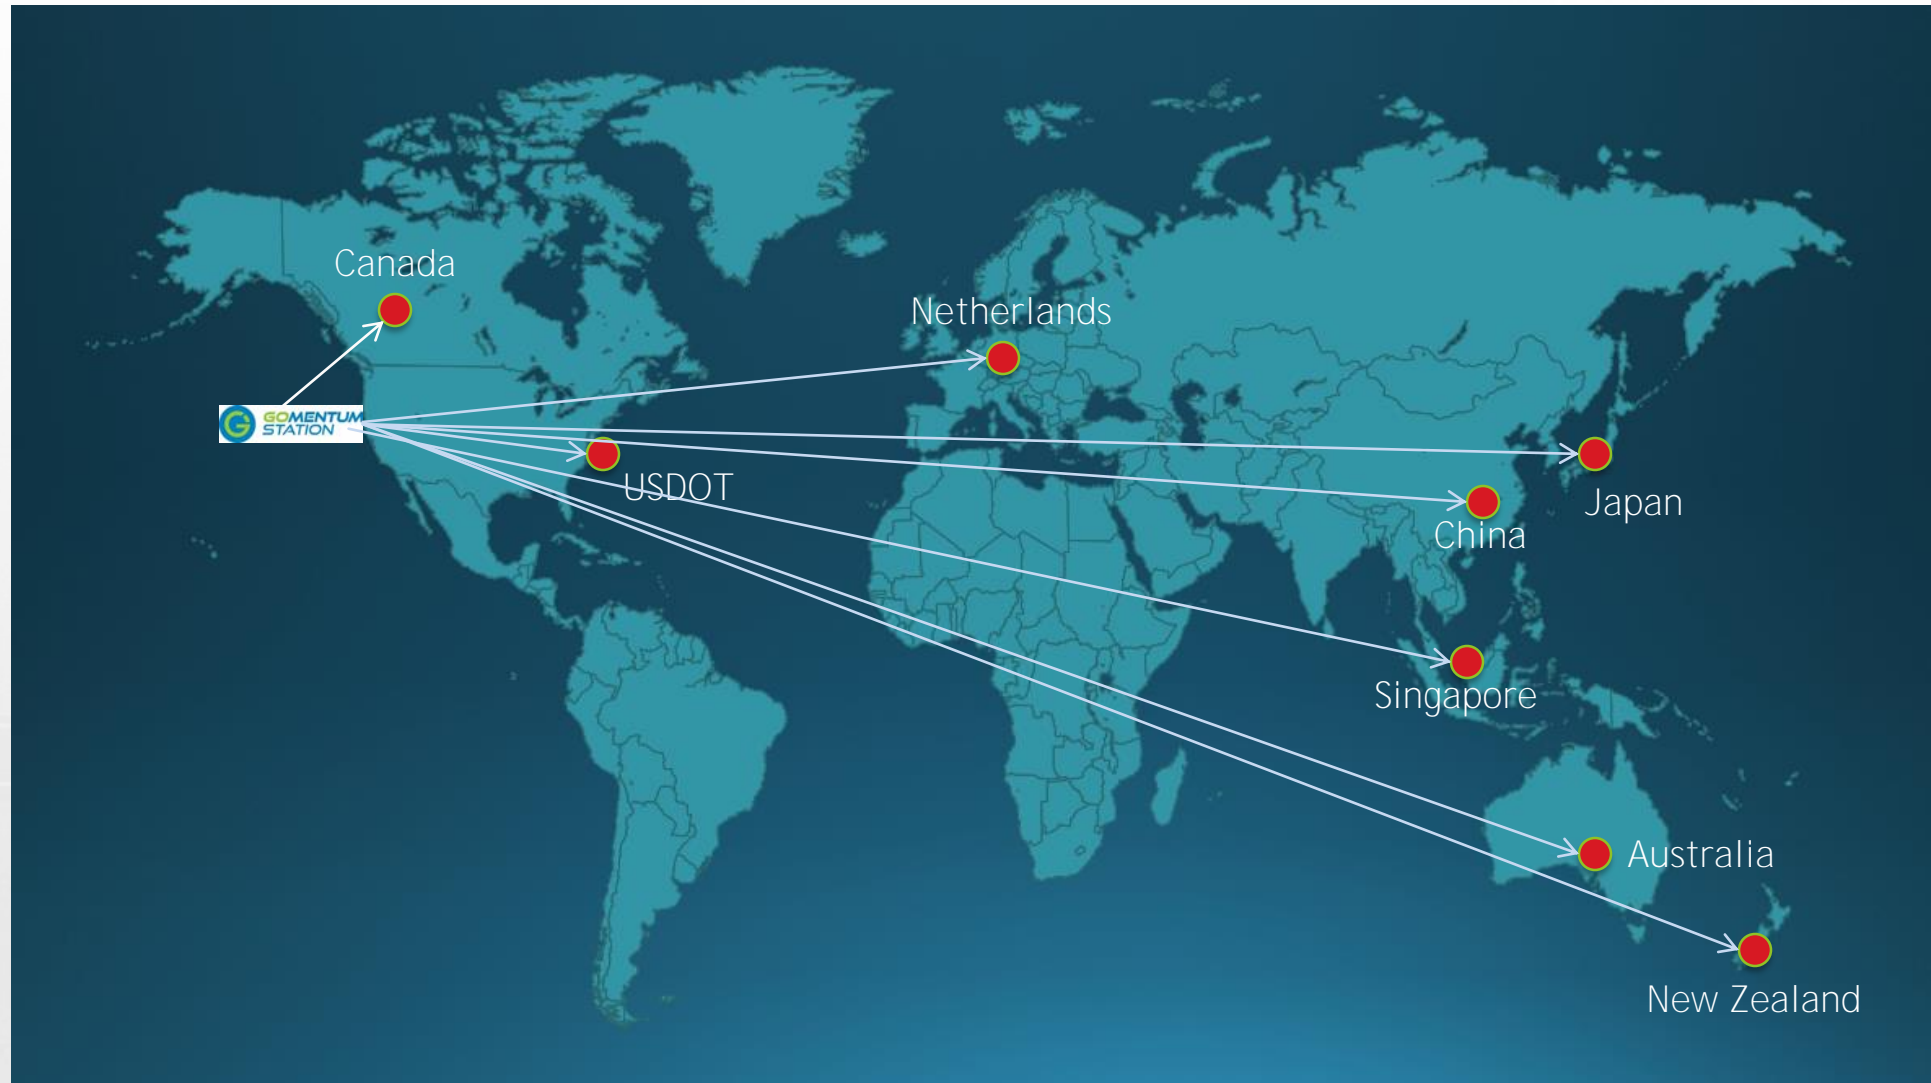 Canada
Netherlands
GOMENTUM
STATION
USDOT
Japan
China
Singapore
Australia
New Zealand